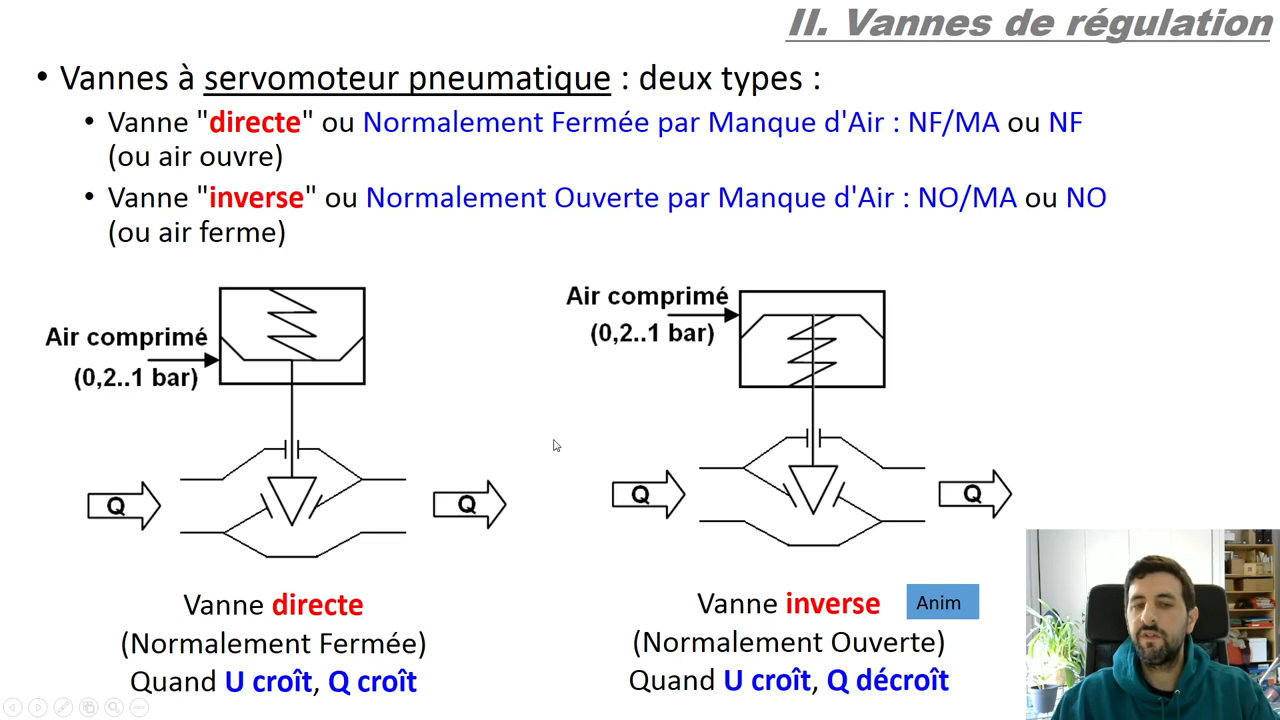 II. Vannes de régulation
• Vannes à servomoteur pneumatique : deux types :
• Vanne "directe" ou Normalement Fermée par Manque d'Air : NF/MA ou NF
(ou air ouvre)
• Vanne "inverse" ou Normalement Ouverte par Manque d'Air : NO/MA ou NO
(ou air ferme)
Air comprimé
(0,2..1 bar)
Q
Q
Vanne directe
(Normalement Fermée)
Quand U croît, Q croît
Air comprimé
(0,2..1 bar)
Q
Q
Vanne inverse
Anim
(Normalement Ouverte)
Quand U croît, Q décroît